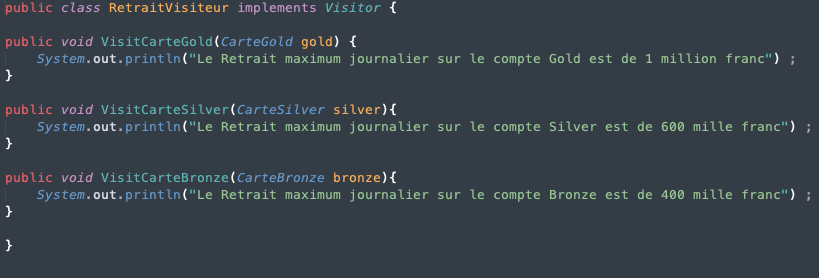 public class RetraitVisiteur implements Visitor {
public void VisitCarteGold(CarteGold gold) {
System.out.println("Le Retrait maximum journalier sur le compte Gold est de 1 million franc") ;
}
public void VisitCarteSilver(CarteSilver silver){
System.out.println("Le Retrait maximum journalier sur le compte Silver est de 600 mille franc") ;
}
public void VisitCarteBronze(CarteBronze bronze){
System.out.println("Le Retrait maximum journalier sur le compte Bronze est de 400 mille franc") ;
}
}